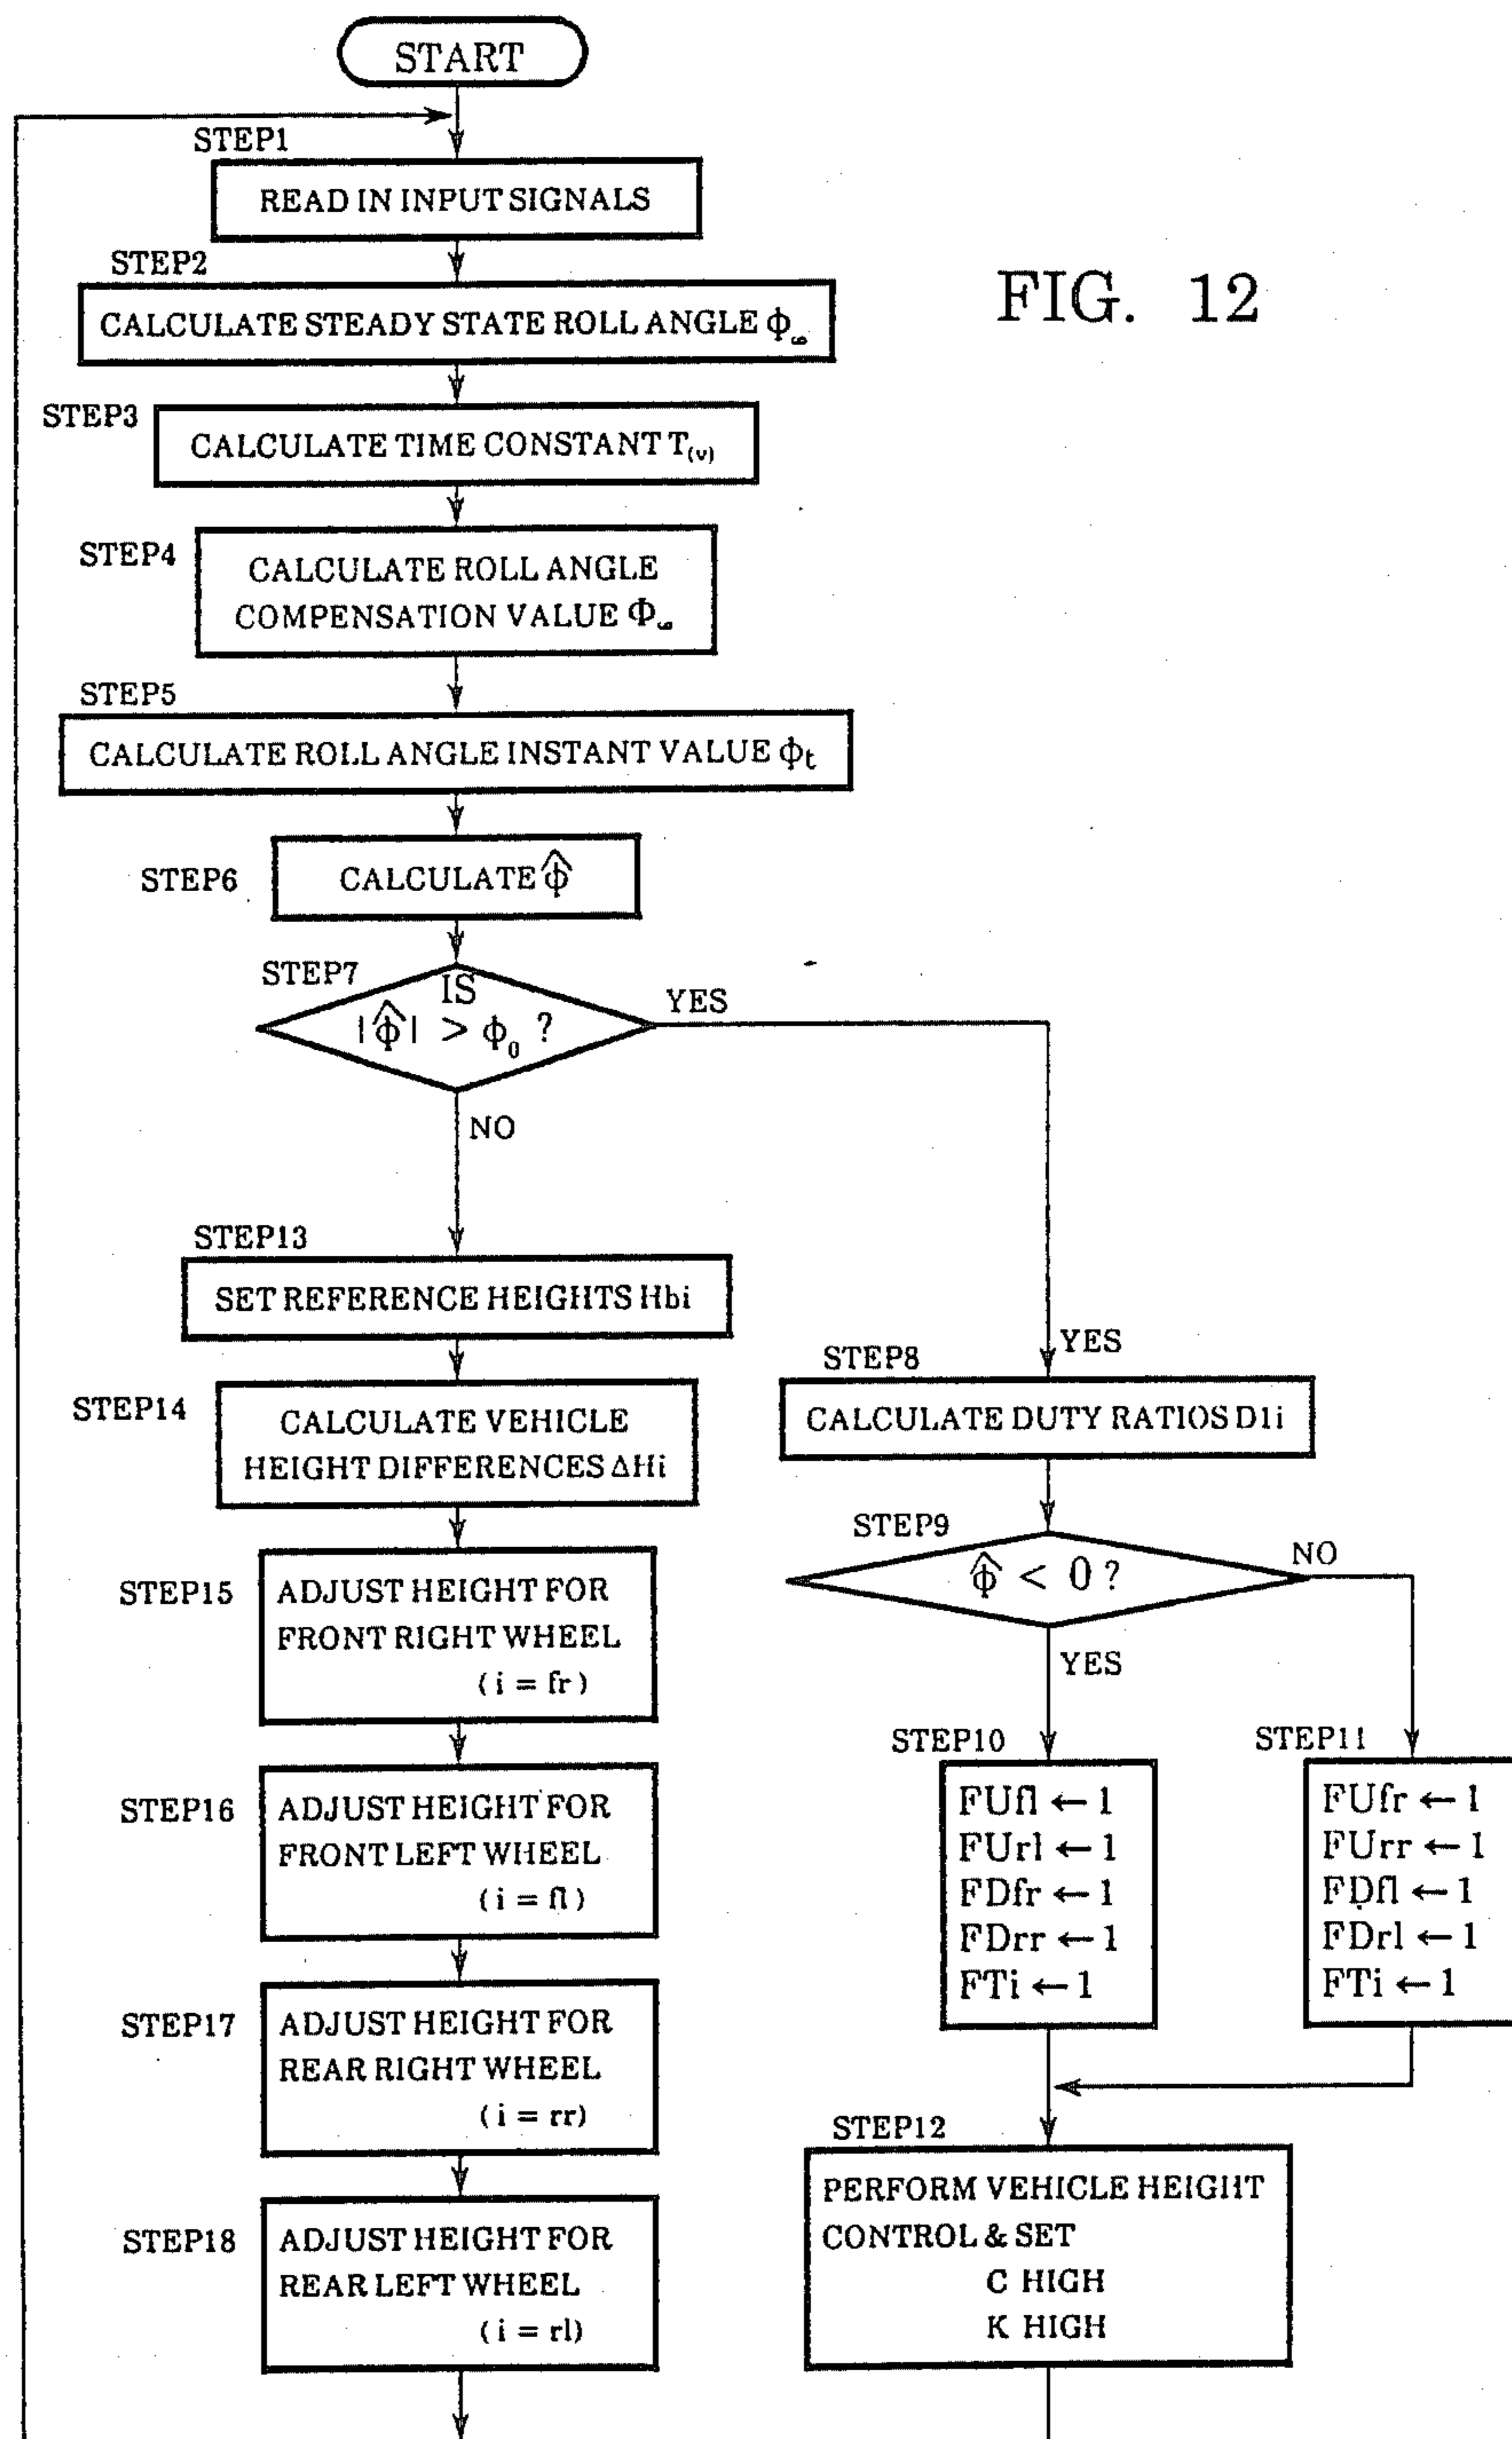 START
STEP1
READ IN INPUT SIGNALS
STEP2
CALCULATE STEADY STATE ROLL ANGLE ϕ∞
FIG. 12
STEP3
CALCULATE TIME CONSTANT T(v)
STEP4
CALCULATE ROLL ANGLE
COMPENSATION VALUE Φ∞
STEP5
CALCULATE ROLL ANGLE INSTANT VALUE ϕt
STEP6
CALCULATE ϕ̂
STEP7
IS
|ϕ̂| > ϕ0 ?
YES
NO
STEP13
SET REFERENCE HEIGHTS Hbi
STEP14
CALCULATE VEHICLE
HEIGHT DIFFERENCES ΔHi
STEP15
ADJUST HEIGHT FOR
FRONT RIGHT WHEEL
(i = fr)
STEP16
ADJUST HEIGHT FOR
FRONT LEFT WHEEL
(i = fl)
STEP17
ADJUST HEIGHT FOR
REAR RIGHT WHEEL
(i = rr)
STEP18
ADJUST HEIGHT FOR
REAR LEFT WHEEL
(i = rl)
YES
STEP8
CALCULATE DUTY RATIOS D1i
STEP9
ϕ̂ < 0 ?
NO
YES
STEP10
FUfl ← 1
FUrl ← 1
FDfr ← 1
FDrr ← 1
FTi ← 1
STEP11
FUfr ← 1
FUrr ← 1
FDfl ← 1
FDrl ← 1
FTi ← 1
STEP12
PERFORM VEHICLE HEIGHT
CONTROL & SET
C HIGH
K HIGH